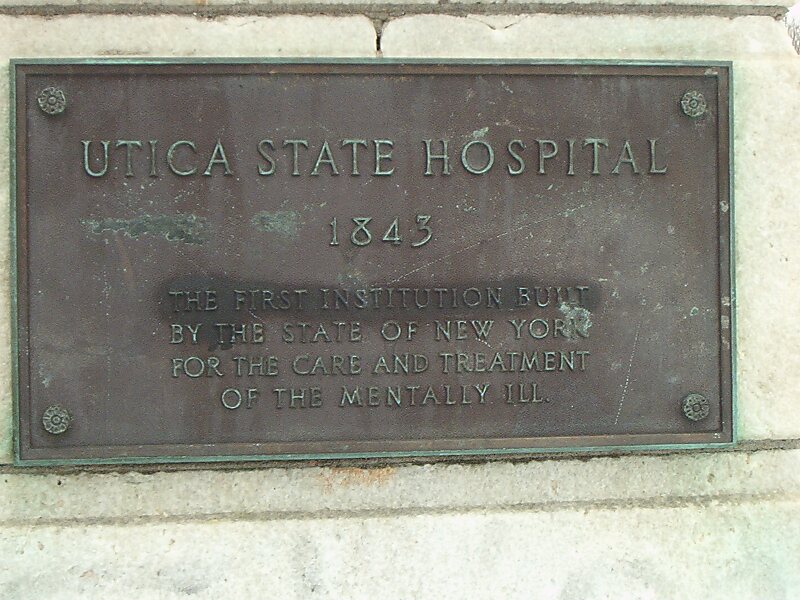 UTICA STATE HOSPITAL
1843
THE FIRST INSTITUTION BUILT
BY THE STATE OF NEW YORK
FOR THE CARE AND TREATMENT
OF THE MENTALLY ILL.